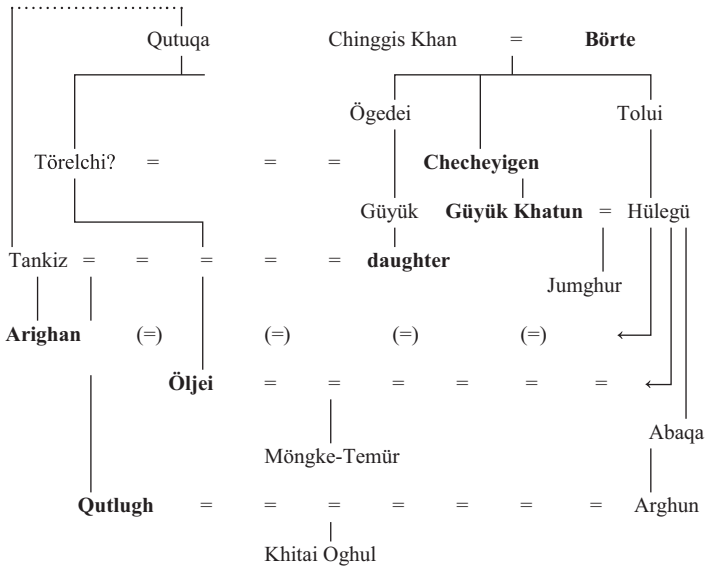 Qutuqa Chinggis Khan = Börte
Ögedei Tolui
Törelchi? = = = Checheyigen
Güyük Güyük Khatun = Hülegü
Tankiz = = = = = daughter
Jumghur
Arighan (=) (=) (=) (=)
Öljei = = = = = =
Abaqa
Möngke-Temür
Qutlugh = = = = = = = Arghun
Khitai Oghul